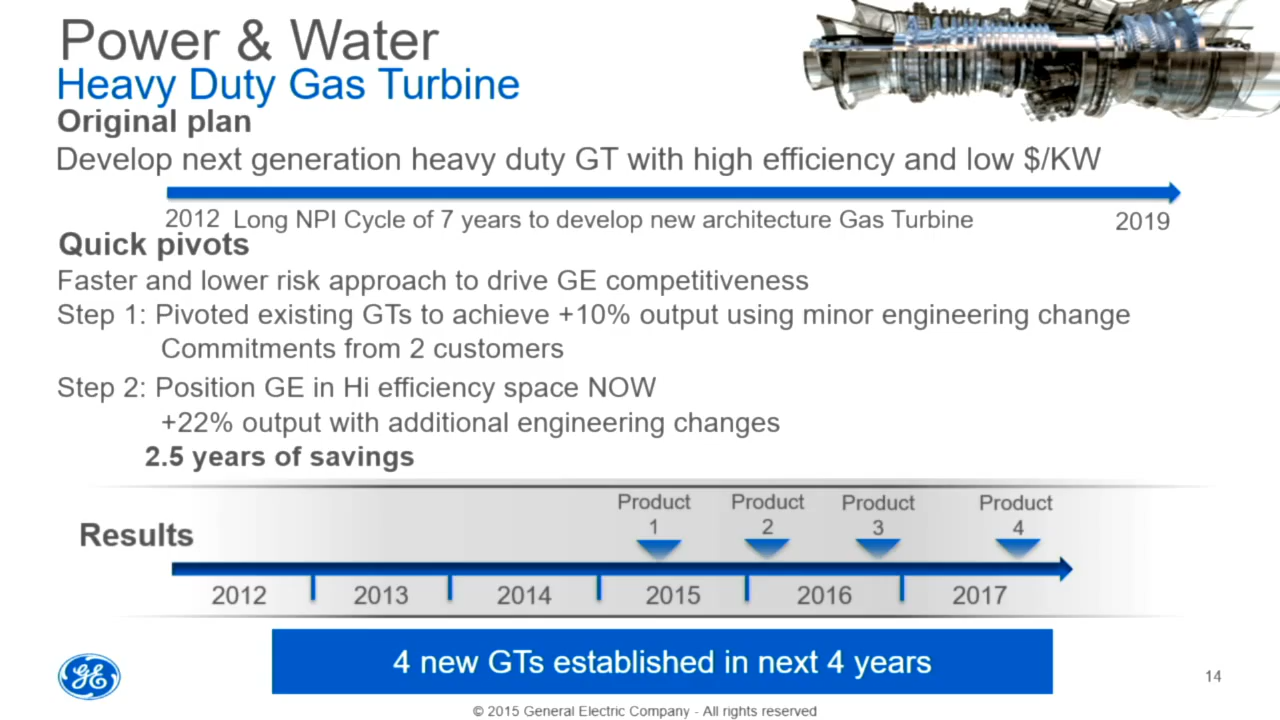 Power & Water
Heavy Duty Gas Turbine
Original plan
Develop next generation heavy duty GT with high efficiency and low $/KW
2012 Long NPI Cycle of 7 years to develop new architecture Gas Turbine 2019
Quick pivots
Faster and lower risk approach to drive GE competitiveness
Step 1: Pivoted existing GTs to achieve +10% output using minor engineering change
Commitments from 2 customers
Step 2: Position GE in Hi efficiency space NOW
+22% output with additional engineering changes
2.5 years of savings
Product Product Product Product
1 2 3 4
Results
2012 2013 2014 2015 2016 2017
4 new GTs established in next 4 years
GE
14
© 2015 General Electric Company - All rights reserved